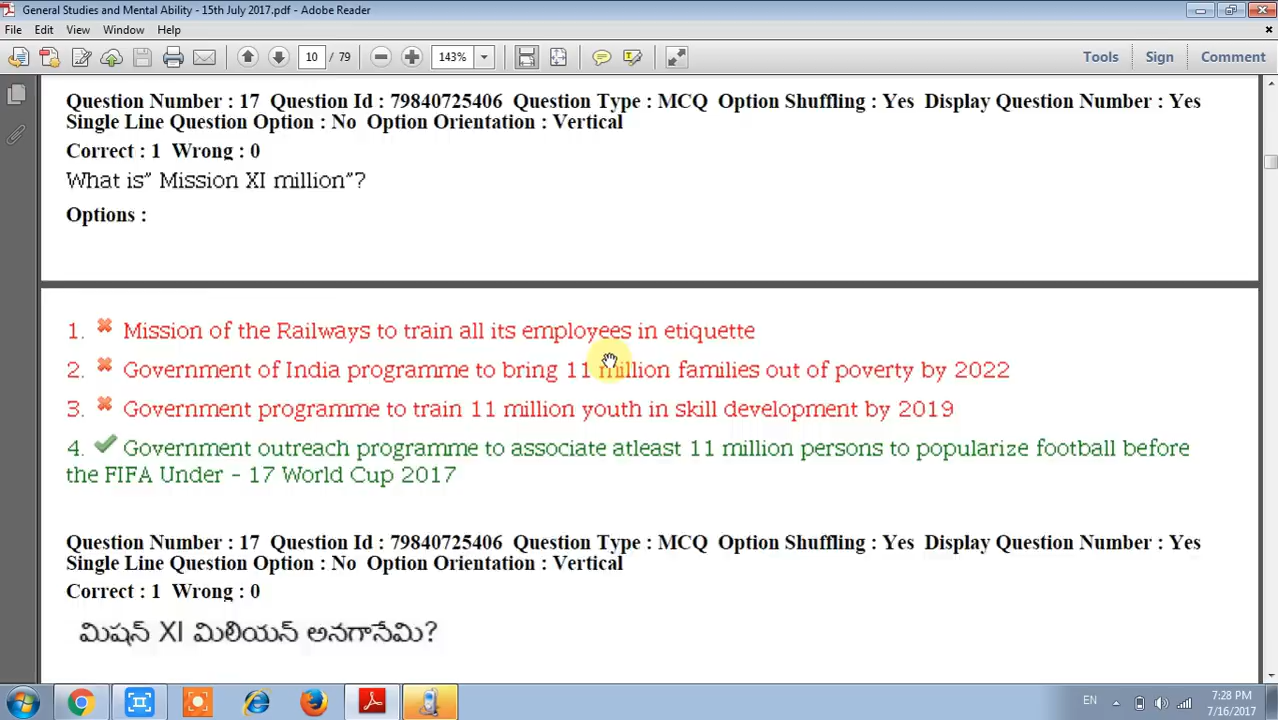 General Studies and Mental Ability - 15th July 2017.pdf - Adobe Reader
File Edit View Window Help
10 / 79 143% Tools Sign Comment
Question Number : 17 Question Id : 79840725406 Question Type : MCQ Option Shuffling : Yes Display Question Number : Yes
Single Line Question Option : No Option Orientation : Vertical
Correct : 1 Wrong : 0
What is” Mission XI million”?
Options :
1. Mission of the Railways to train all its employees in etiquette
2. Government of India programme to bring 11 million families out of poverty by 2022
3. Government programme to train 11 million youth in skill development by 2019
4. Government outreach programme to associate atleast 11 million persons to popularize football before
the FIFA Under - 17 World Cup 2017
Question Number : 17 Question Id : 79840725406 Question Type : MCQ Option Shuffling : Yes Display Question Number : Yes
Single Line Question Option : No Option Orientation : Vertical
Correct : 1 Wrong : 0
మిషన్ XI మిలియన్ అనగానేమి?
EN 7:28 PM
7/16/2017